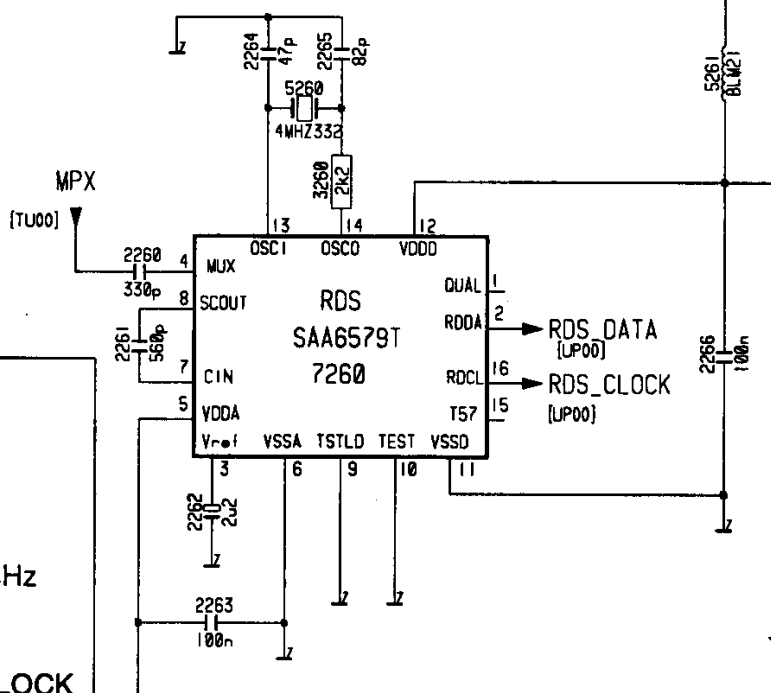 2264
47p
2265
82p
5260
4MHZ332
3260
2k2
5261
BLM21
MPX
[TU00]
13
14
12
OSCI
OSCO
VDDD
2260
330p
4
MUX
8
SCOUT
2261
560p
7
CIN
5
VDDA
RDS
SAA6579T
7260
QUAL
1
RDDA
2
RDS_DATA
[UP00]
RDCL
16
RDS_CLOCK
[UP00]
T57
15
2266
100n
Vref
VSSA
TSTLD
TEST
VSSD
3
6
9
10
11
2262
2u2
Hz
2263
100n
LOCK